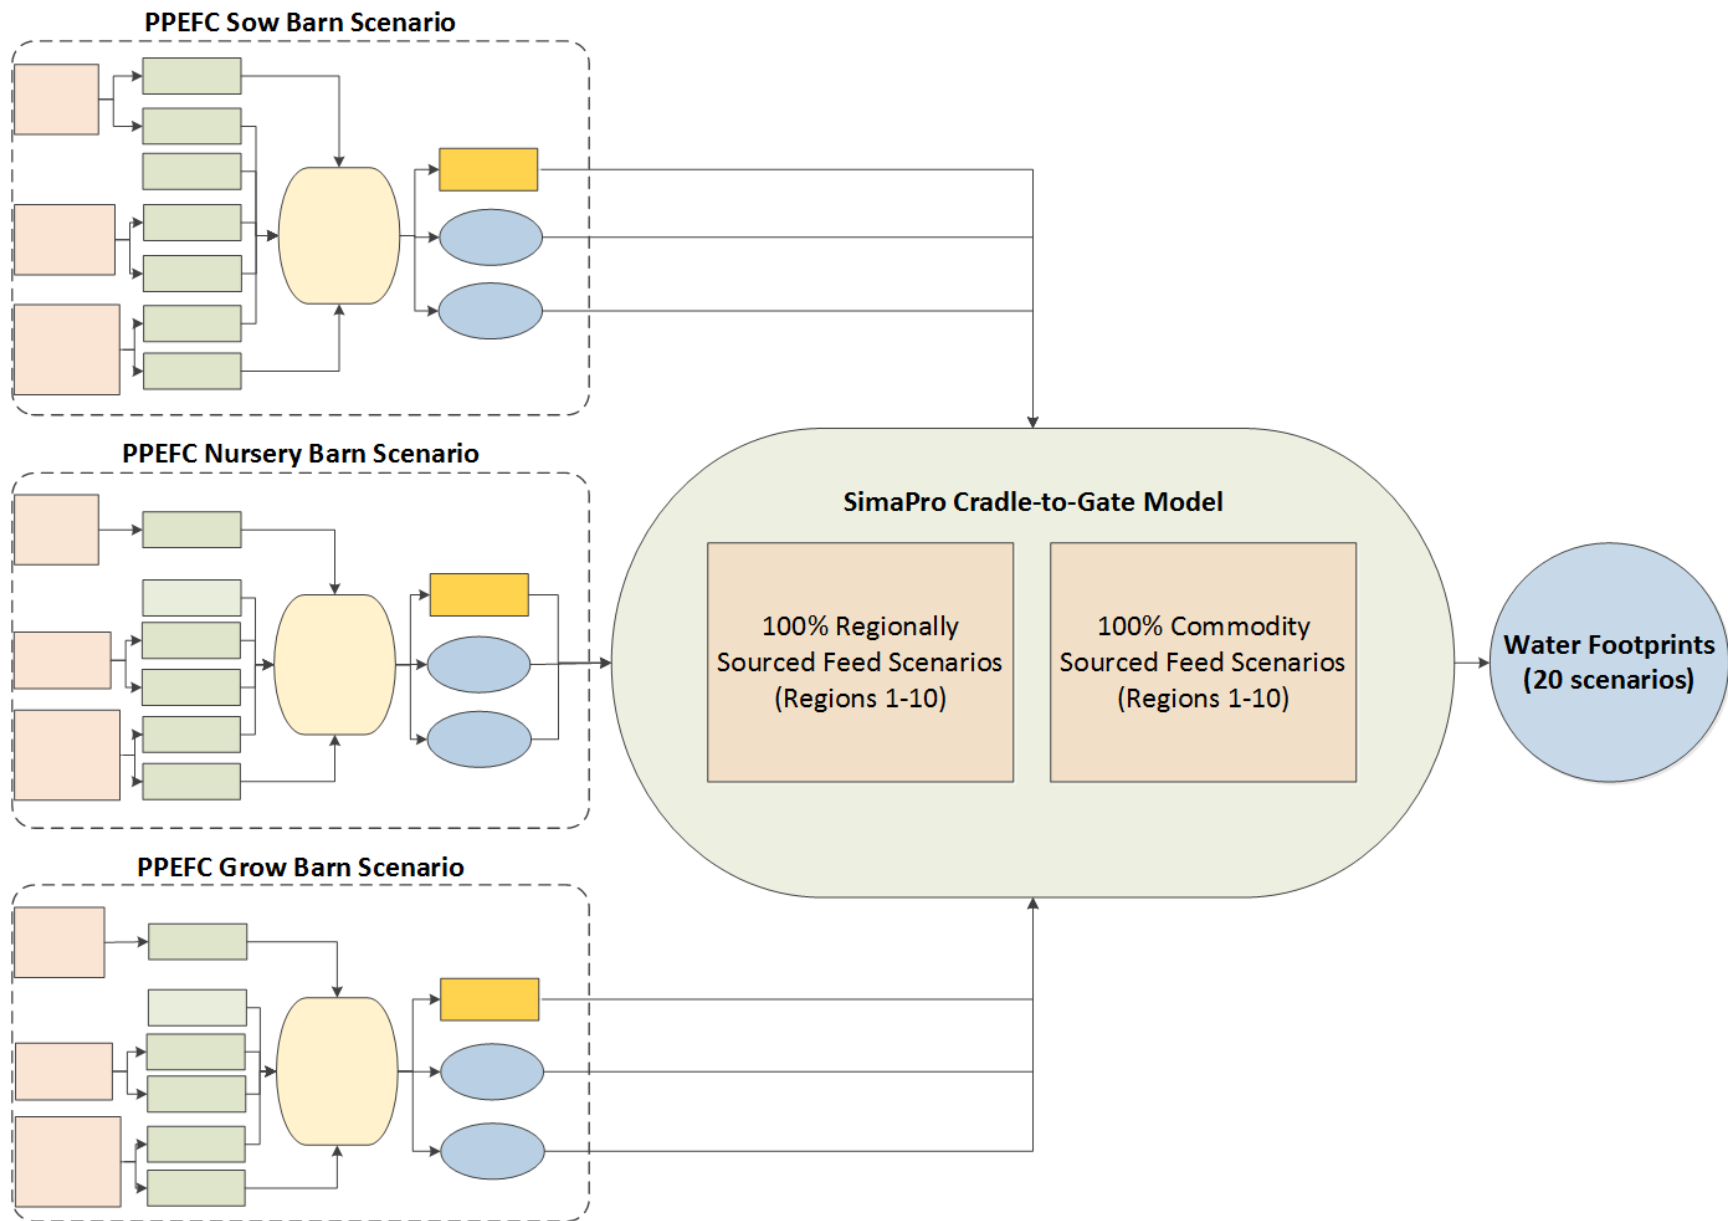 PPEFC Sow Barn Scenario
PPEFC Nursery Barn Scenario
PPEFC Grow Barn Scenario
SimaPro Cradle-to-Gate Model
100% Regionally
Sourced Feed Scenarios
(Regions 1-10)
100% Commodity
Sourced Feed Scenarios
(Regions 1-10)
Water Footprints
(20 scenarios)